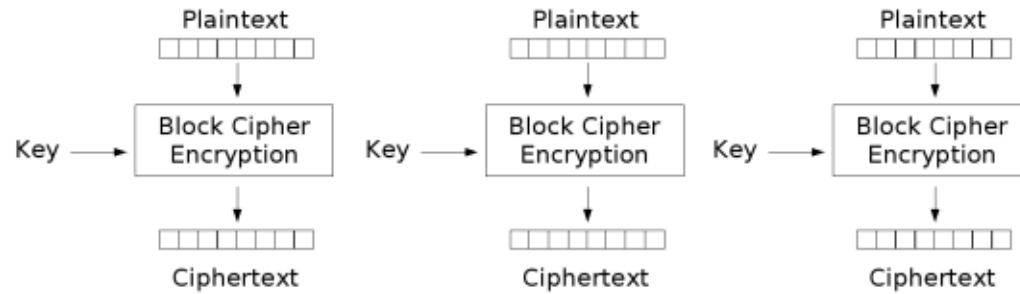 Plaintext Plaintext Plaintext
Block Cipher Block Cipher Block Cipher
Key Encryption Key Encryption Key Encryption
Ciphertext Ciphertext Ciphertext